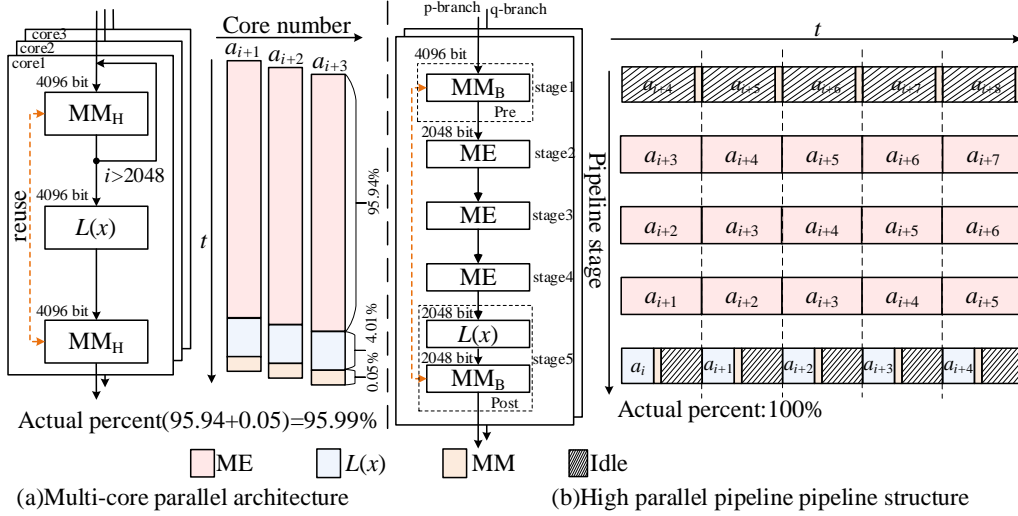 core3
core2
core1
4096 bit
MM_H
i>2048
4096 bit
L(x)
4096 bit
MM_H
reuse
Core number
a_{i+1}
a_{i+2}
a_{i+3}
t
95.94%
4.01%
0.05%
Actual percent(95.94+0.05)=95.99%
p-branch
q-branch
4096 bit
MM_B
stage1
Pre
2048 bit
ME
stage2
ME
stage3
ME
stage4
2048 bit
L(x)
2048 bit
stage5
MM_B
Post
t
Pipeline stage
a_{i+4} a_{i+5} a_{i+6} a_{i+7} a_{i+8}
a_{i+3} a_{i+4} a_{i+5} a_{i+6} a_{i+7}
a_{i+2} a_{i+3} a_{i+4} a_{i+5} a_{i+6}
a_{i+1} a_{i+2} a_{i+3} a_{i+4} a_{i+5}
a_i a_{i+1} a_{i+2} a_{i+3} a_{i+4}
Actual percent:100%
ME
L(x)
MM
Idle
(a)Multi-core parallel architecture
(b)High parallel pipeline pipeline structure